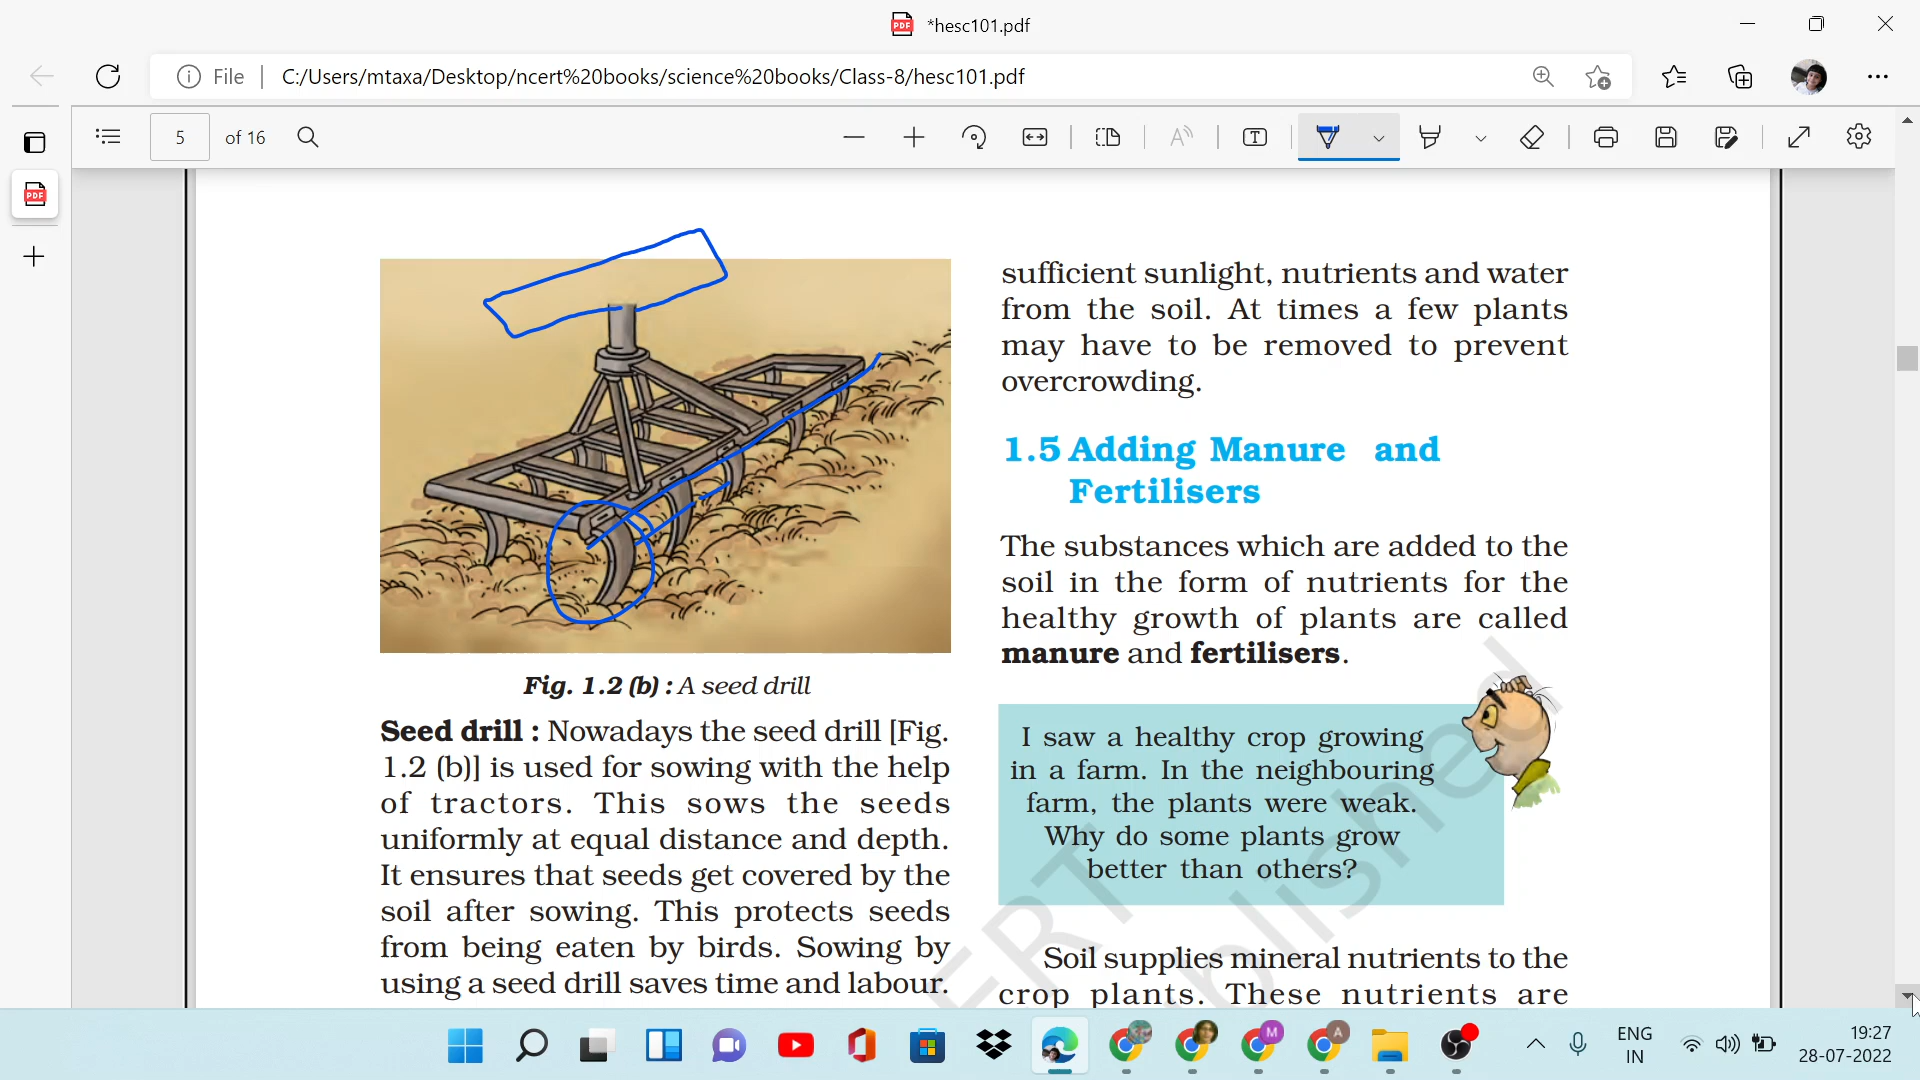 *hesc101.pdf
File
C:/Users/mtaxa/Desktop/ncert%20books/science%20books/Class-8/hesc101.pdf
5 of 16
Fig. 1.2 (b) : A seed drill
Seed drill : Nowadays the seed drill [Fig.
1.2 (b)] is used for sowing with the help
of tractors. This sows the seeds
uniformly at equal distance and depth.
It ensures that seeds get covered by the
soil after sowing. This protects seeds
from being eaten by birds. Sowing by
using a seed drill saves time and labour.
sufficient sunlight, nutrients and water
from the soil. At times a few plants
may have to be removed to prevent
overcrowding.
1.5 Adding Manure and
Fertilisers
The substances which are added to the
soil in the form of nutrients for the
healthy growth of plants are called
manure and fertilisers.
I saw a healthy crop growing
in a farm. In the neighbouring
farm, the plants were weak.
Why do some plants grow
better than others?
Soil supplies mineral nutrients to the
crop plants. These nutrients are
ENG
IN
19:27
28-07-2022